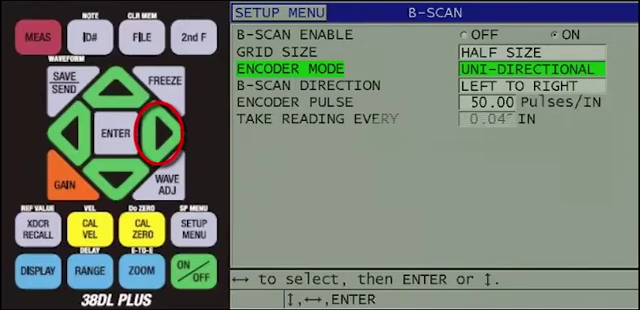 NOTE CLR MEM
MEAS ID# FILE 2nd F
WAVEFORM
SAVE/
SEND
FREEZE
ENTER
GAIN
WAVE
ADJ
REF VALUE VEL Do ZERO SP MENU
XDCR
RECALL
CAL
VEL
CAL
ZERO
SETUP
MENU
DELAY E-TO-E
DISPLAY RANGE ZOOM ON
/OFF
38DL PLUS
SETUP MENU B-SCAN
B-SCAN ENABLE OFF ON
GRID SIZE HALF SIZE
ENCODER MODE UNI-DIRECTIONAL
B-SCAN DIRECTION LEFT TO RIGHT
ENCODER PULSE 50.00 Pulses/IN
TAKE READING EVERY IN
↔ to select, then ENTER or ↕.
↕,↔,ENTER